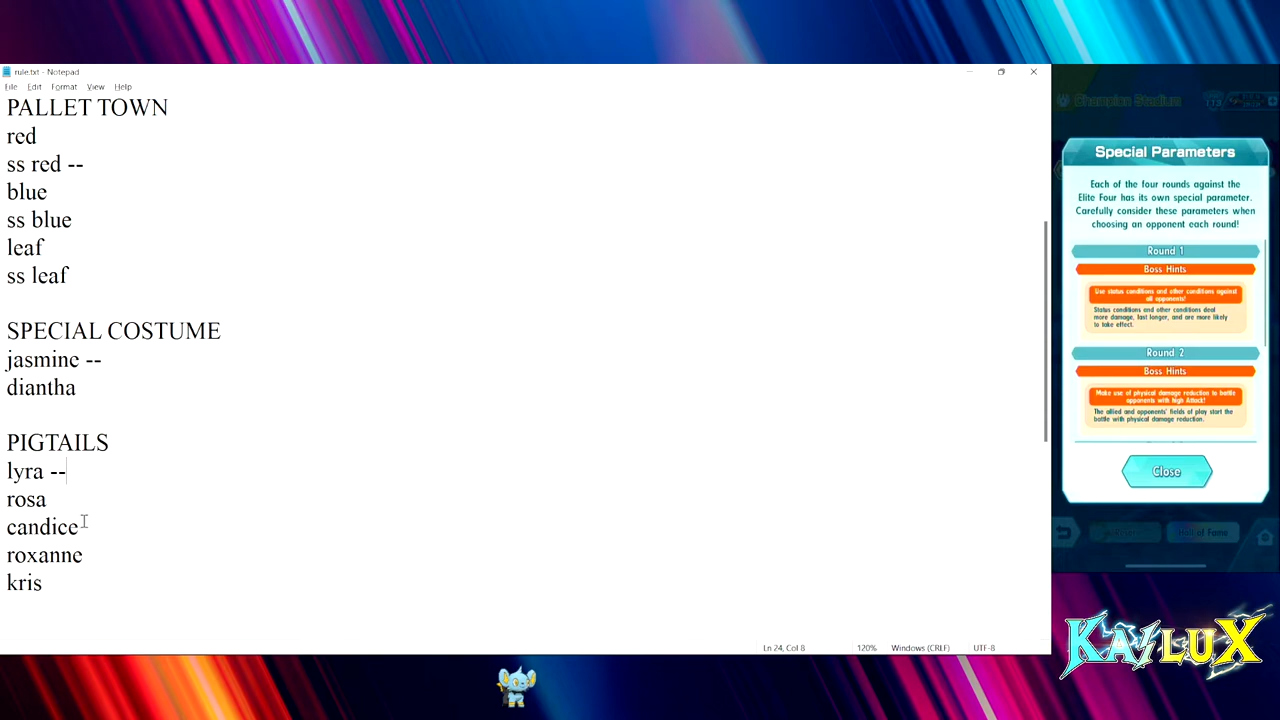 rule.txt - Notepad
File Edit Format View Help
PALLET TOWN
red
ss red --
blue
ss blue
leaf
ss leaf
SPECIAL COSTUME
jasmine --
diantha
PIGTAILS
lyra --
rosa
candice
roxanne
kris
Ln 24, Col 8
120%
Windows (CRLF)
UTF-8
Champion Stadium
Special Parameters
Each of the four rounds against the
Elite Four has its own special parameter.
Carefully consider these parameters when
choosing an opponent each round!
Round 1
Boss Hints
Use status conditions and other conditions against
all opponents!
Status conditions and other conditions deal
more damage, last longer, and are more likely
to take effect.
Round 2
Boss Hints
Make use of physical damage reduction to battle
opponents with high Attack!
The allied and opponents' fields of play start the
battle with physical damage reduction.
Close
Hall of Fame
KAILUX